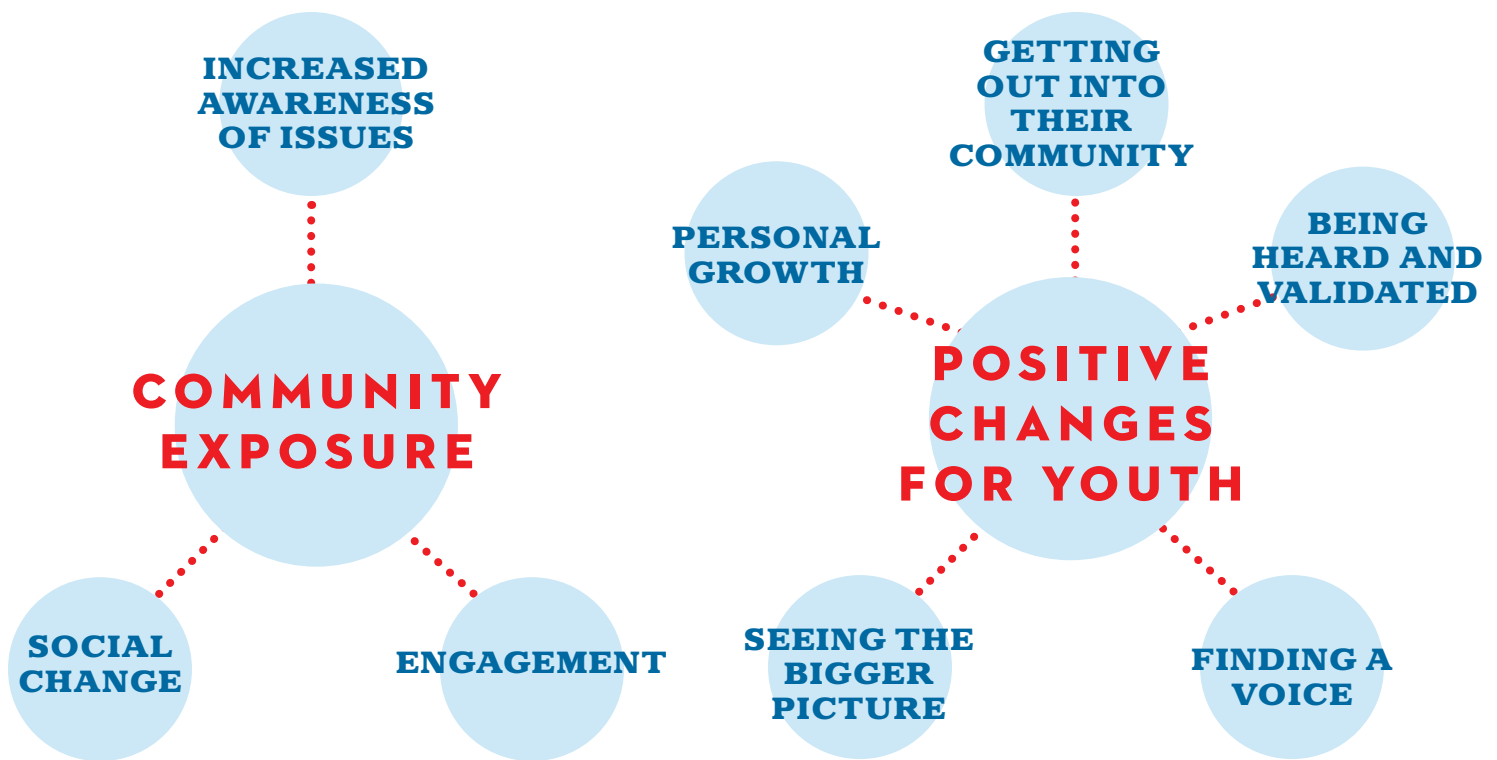 INCREASED
AWARENESS
OF ISSUES
COMMUNITY
EXPOSURE
SOCIAL
CHANGE
ENGAGEMENT
GETTING
OUT INTO
THEIR
COMMUNITY
PERSONAL
GROWTH
BEING
HEARD AND
VALIDATED
POSITIVE
CHANGES
FOR YOUTH
SEEING THE
BIGGER
PICTURE
FINDING A
VOICE